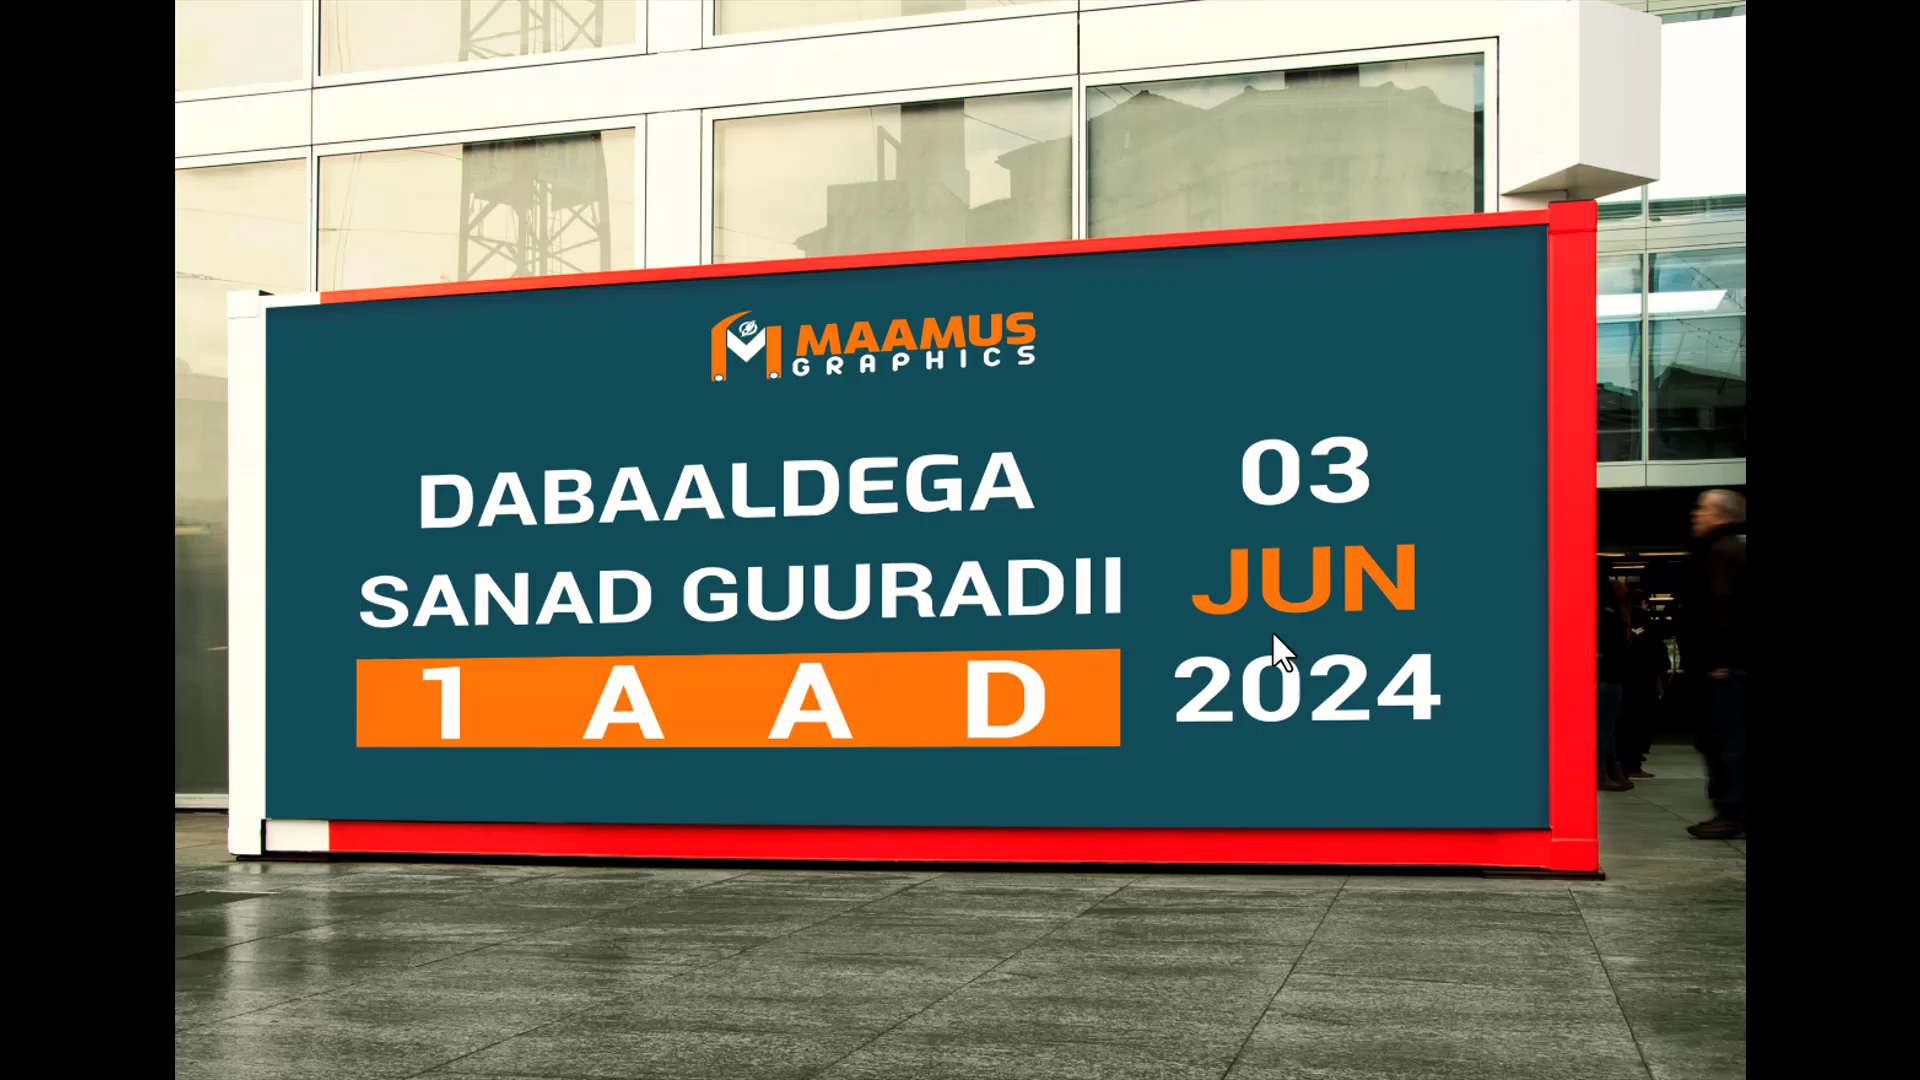 MAAMUS
GRAPHICS
DABAALDEGA
SANAD GUURADII
1 A A D
03
JUN
2024